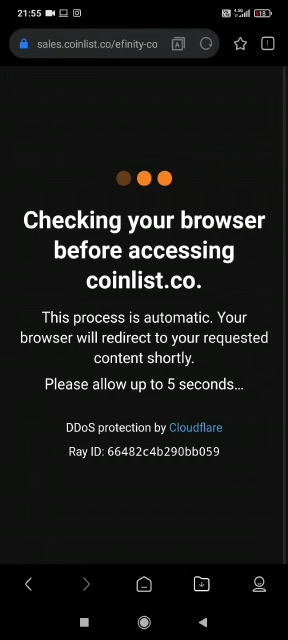 21:55
sales.coinlist.co/efinity-co
Checking your browser
before accessing
coinlist.co.
This process is automatic. Your
browser will redirect to your requested
content shortly.
Please allow up to 5 seconds…
DDoS protection by Cloudflare
Ray ID: 66482c4b290bb059